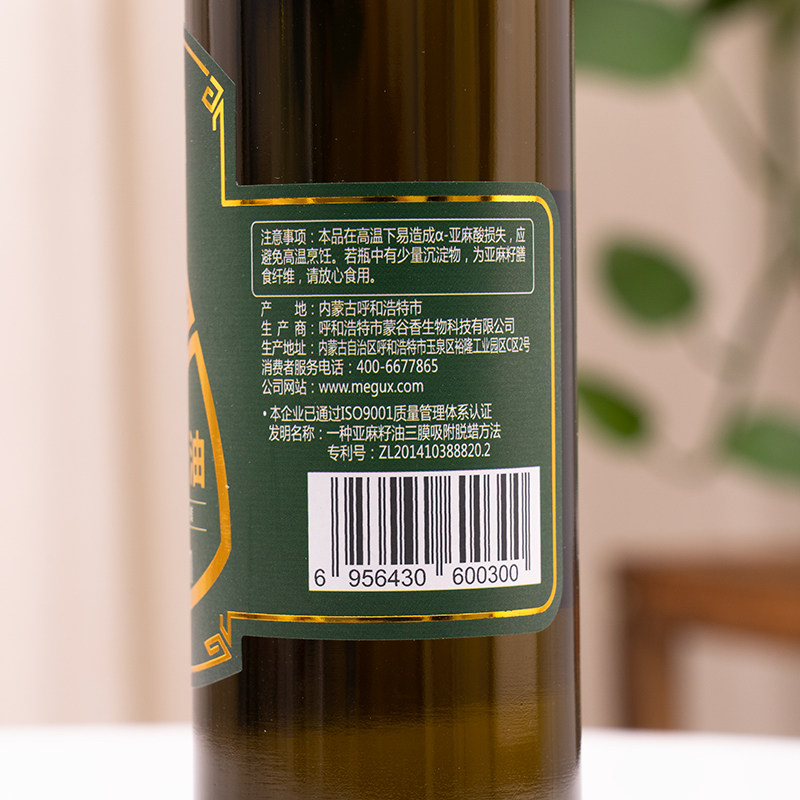 注意事项：本品在高温下易造成α-亚麻酸损失，应
避免高温烹饪。若瓶中有少量沉淀物，为亚麻籽膳
食纤维，请放心食用。
产 地：内蒙古呼和浩特市
生 产 商：呼和浩特市蒙谷香生物科技有限公司
生产地址：内蒙古自治区呼和浩特市玉泉区裕隆工业园区C区2号
消费者服务电话：400-6677865
公司网站：www.megux.com
•本企业已通过ISO9001质量管理体系认证
发明名称：一种亚麻籽油三膜吸附脱蜡方法
专利号：ZL201410388820.2
6 956430 600300